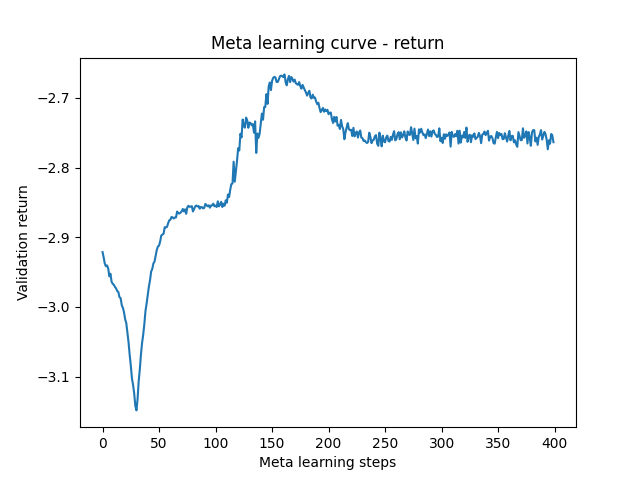 Meta learning curve - return
Validation return
−2.7
−2.8
−2.9
−3.0
−3.1
0 50 100 150 200 250 300 350 400
Meta learning steps